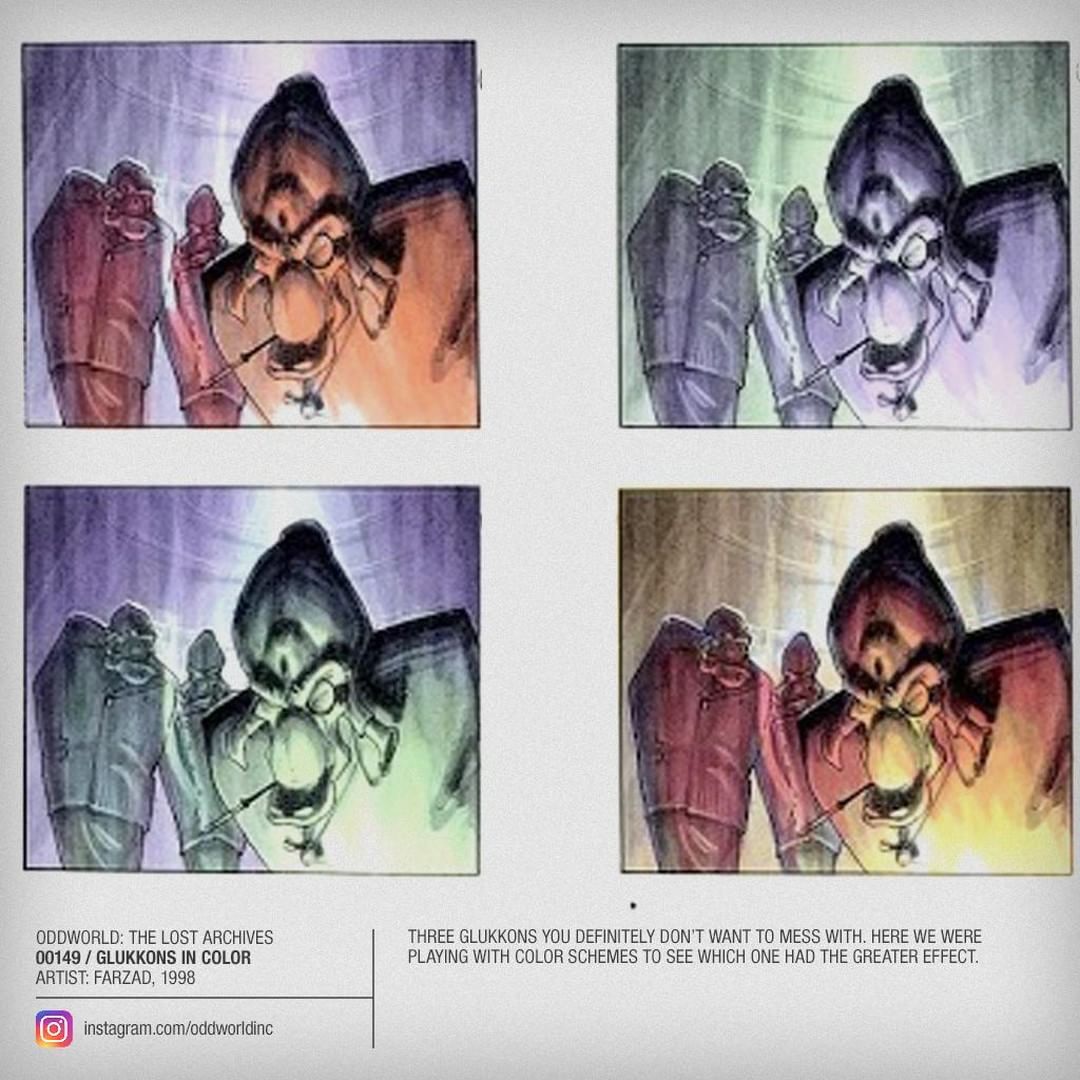 ODDWORLD: THE LOST ARCHIVES
00149 / GLUKKONS IN COLOR
ARTIST: FARZAD, 1998
instagram.com/oddworldinc
THREE GLUKKONS YOU DEFINITELY DON'T WANT TO MESS WITH. HERE WE WERE
PLAYING WITH COLOR SCHEMES TO SEE WHICH ONE HAD THE GREATER EFFECT.